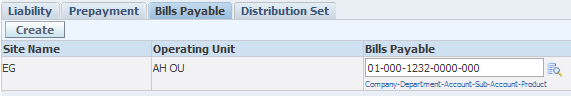 Liability Prepayment Bills Payable Distribution Set
Create
Site Name Operating Unit Bills Payable
EG AH OU 01-000-1232-0000-000
Company-Department-Account-Sub-Account-Product